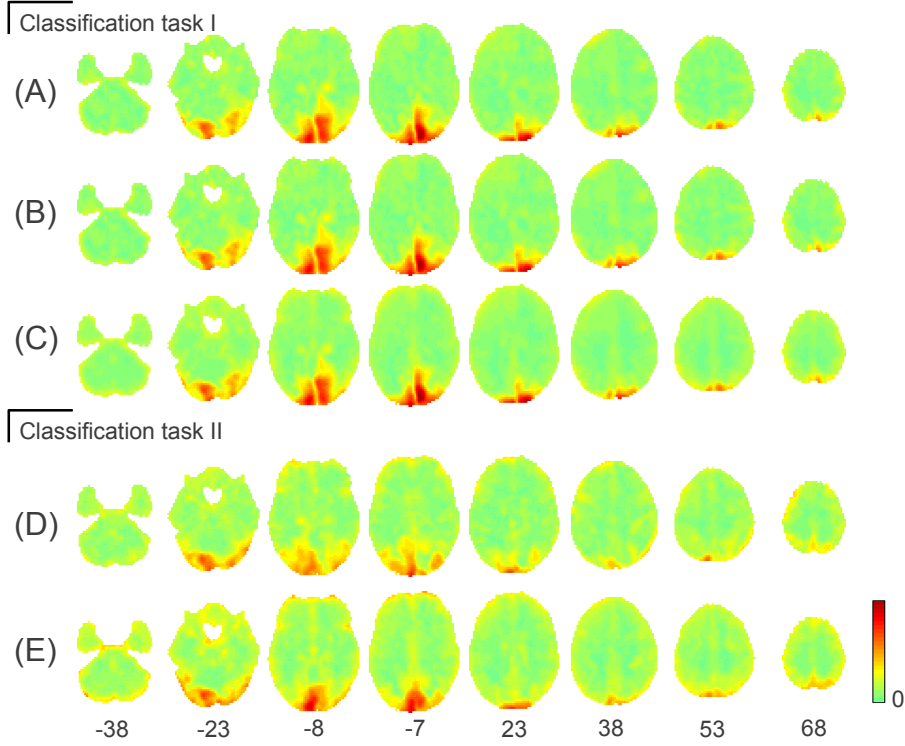 Classification task I
(A)
(B)
(C)
Classification task II
(D)
(E)
0
-38 -23 -8 -7 23 38 53 68